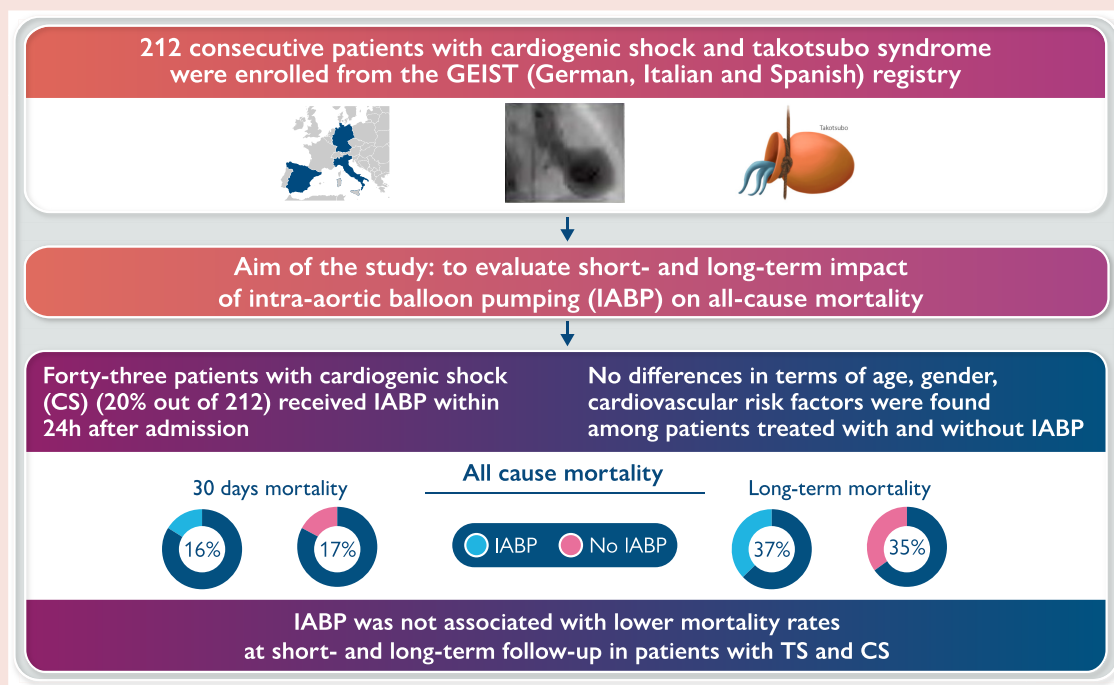 212 consecutive patients with cardiogenic shock and takotsubo syndrome
were enrolled from the GEIST (German, Italian and Spanish) registry
Takotsubo
Aim of the study: to evaluate short- and long-term impact
of intra-aortic balloon pumping (IABP) on all-cause mortality
Forty-three patients with cardiogenic shock
(CS) (20% out of 212) received IABP within
24h after admission
No differences in terms of age, gender,
cardiovascular risk factors were found
among patients treated with and without IABP
All cause mortality
30 days mortality
16%
17%
IABP
No IABP
Long-term mortality
37%
35%
IABP was not associated with lower mortality rates
at short- and long-term follow-up in patients with TS and CS